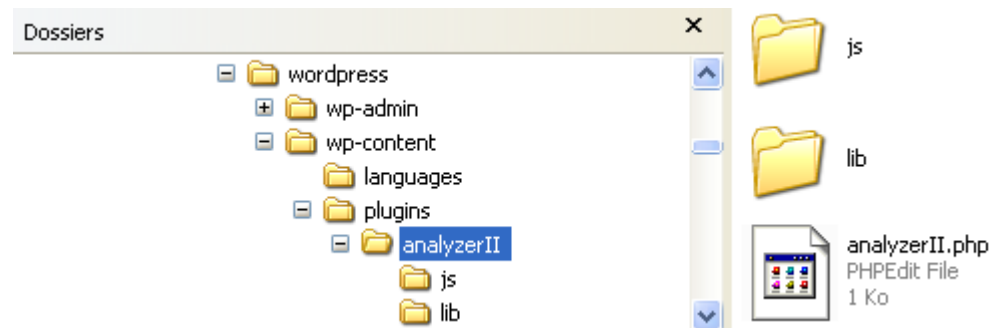 Dossiers
wordpress
wp-admin
wp-content
languages
plugins
analyzerII
js
lib
js
lib
analyzerII.php
PHPEdit File
1 Ko